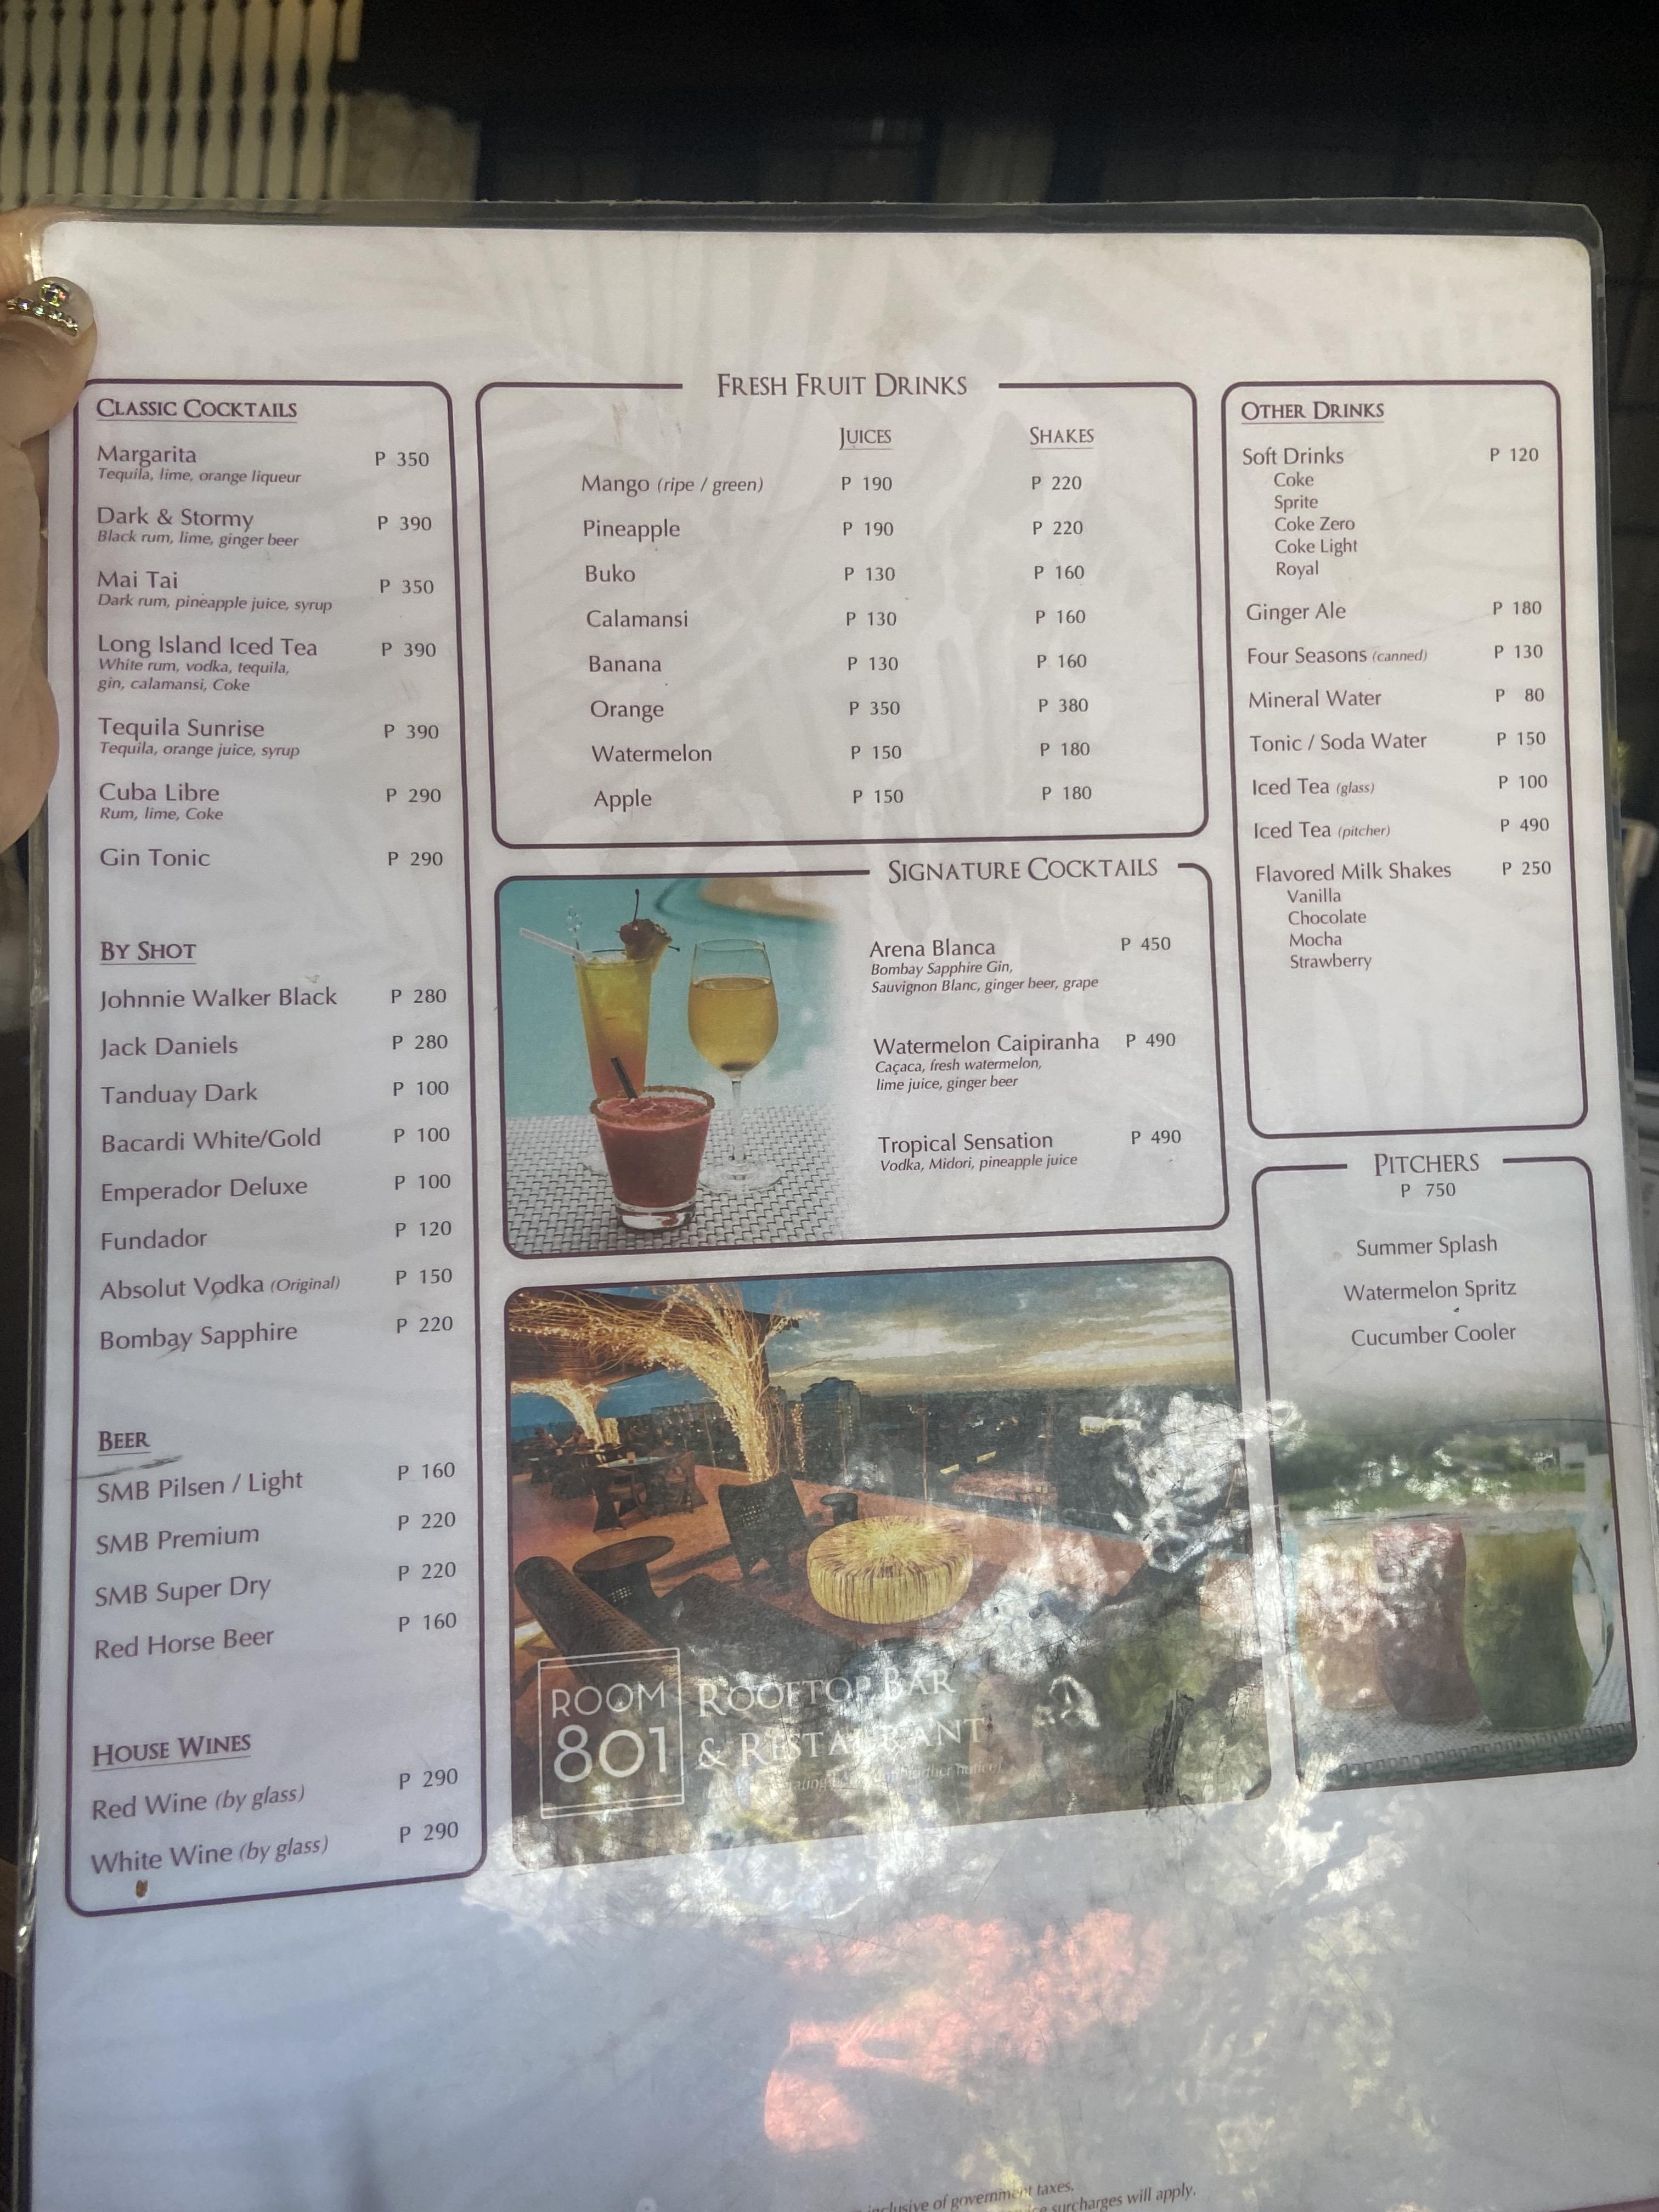 CLASSIC COCKTAILS
Margarita P 350
Tequila, lime, orange liqueur
Dark & Stormy P 390
Black rum, lime, ginger beer
Mai Tai P 350
Dark rum, pineapple juice, syrup
Long Island Iced Tea P 390
White rum, vodka, tequila,
gin, calamansi, Coke
Tequila Sunrise P 390
Tequila, orange juice, syrup
Cuba Libre P 290
Rum, lime, Coke
Gin Tonic P 290
BY SHOT
Johnnie Walker Black P 280
Jack Daniels P 280
Tanduay Dark P 100
Bacardi White/Gold P 100
Emperador Deluxe P 100
Fundador P 120
Absolut Vodka (Original) P 150
Bombay Sapphire P 220
BEER
SMB Pilsen / Light P 160
SMB Premium P 220
SMB Super Dry P 220
Red Horse Beer P 160
HOUSE WINES
Red Wine (by glass) P 290
White Wine (by glass) P 290
FRESH FRUIT DRINKS
JUICES SHAKES
Mango (ripe / green) P 190 P 220
Pineapple P 190 P 220
Buko P 130 P 160
Calamansi P 130 P 160
Banana P 130 P 160
Orange P 350 P 380
Watermelon P 150 P 180
Apple P 150 P 180
SIGNATURE COCKTAILS
Arena Blanca P 450
Bombay Sapphire Gin,
Sauvignon Blanc, ginger beer, grape
Watermelon Caipiranha P 490
Caçaca, fresh watermelon,
lime juice, ginger beer
Tropical Sensation P 490
Vodka, Midori, pineapple juice
ROOM
801
ROOFTOP BAR
& RESTAURANT
further notice)
OTHER DRINKS
Soft Drinks P 120
Coke
Sprite
Coke Zero
Coke Light
Royal
Ginger Ale P 180
Four Seasons (canned) P 130
Mineral Water P 80
Tonic / Soda Water P 150
Iced Tea (glass) P 100
Iced Tea (pitcher) P 490
Flavored Milk Shakes P 250
Vanilla
Chocolate
Mocha
Strawberry
PITCHERS
P 750
Summer Splash
Watermelon Spritz
Cucumber Cooler
inclusive of government taxes.
surcharges will apply.